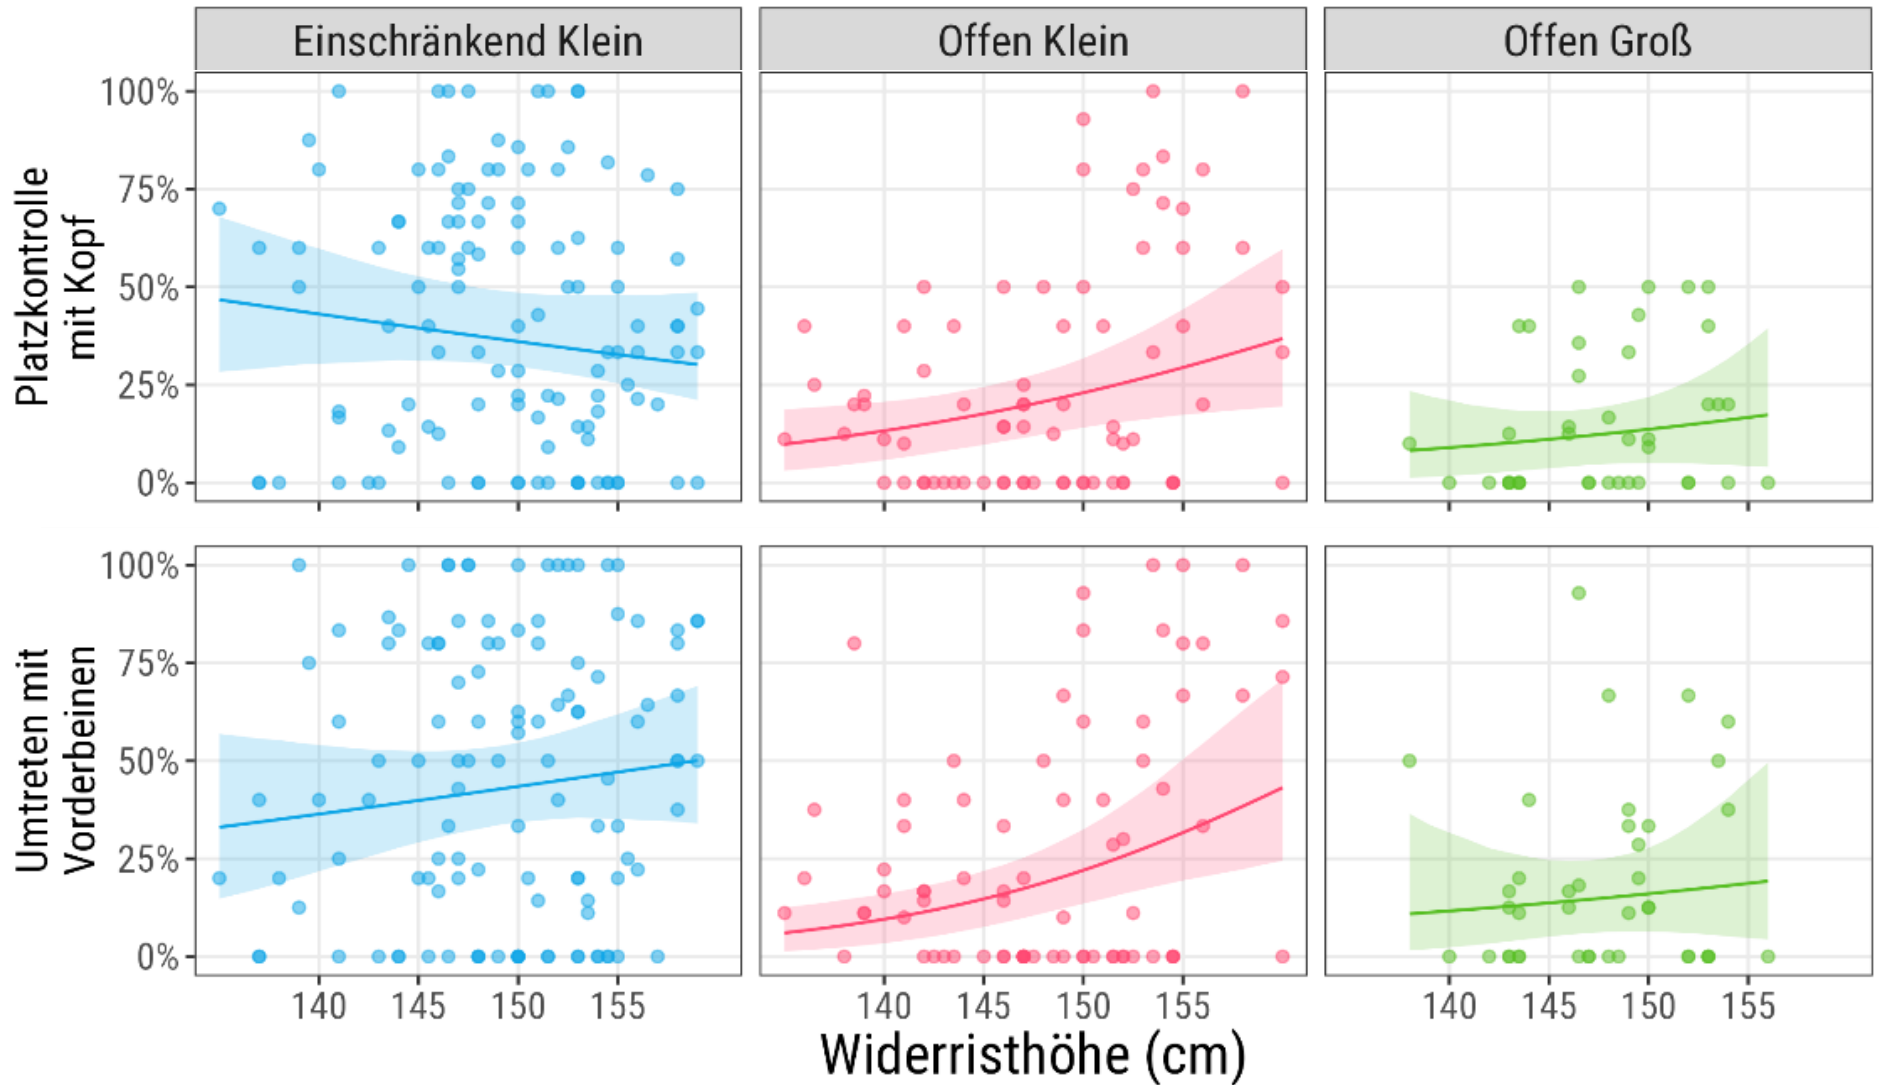 Einschränkend Klein
Offen Klein
Offen Groß
Platzkontrolle
mit Kopf
100%
75%
50%
25%
0%
Umtreten mit
Vorderbeinen
100%
75%
50%
25%
0%
140 145 150 155
140 145 150 155
140 145 150 155
Widerristhöhe (cm)